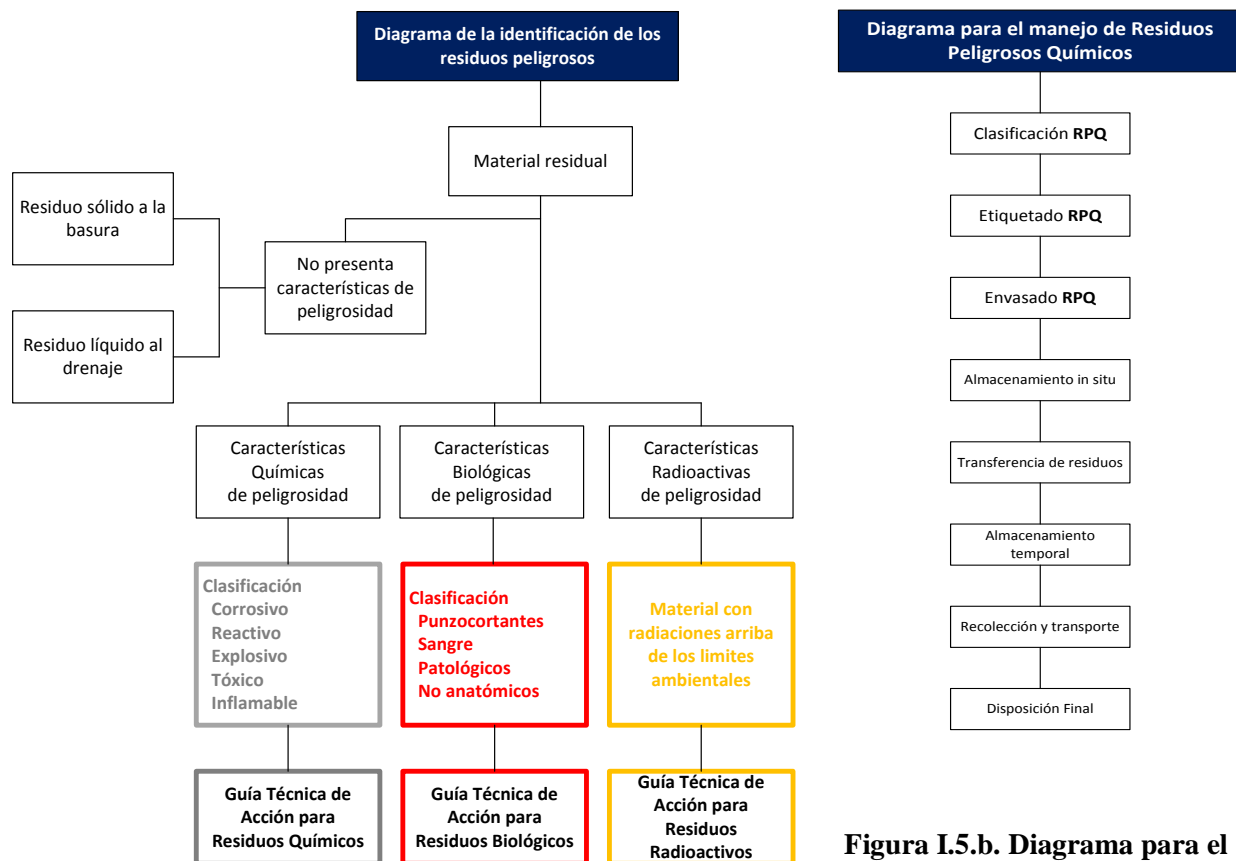 Diagrama de la identificación de los
residuos peligrosos
Material residual
Residuo sólido a la
basura
No presenta
características de
peligrosidad
Residuo líquido al
drenaje
Características
Químicas
de peligrosidad
Características
Biológicas
de peligrosidad
Características
Radioactivas
de peligrosidad
Clasificación
Corrosivo
Reactivo
Explosivo
Tóxico
Inflamable
Clasificación
Punzocortantes
Sangre
Patológicos
No anatómicos
Material con
radiaciones arriba
de los limites
ambientales
Guía Técnica de
Acción para
Residuos Químicos
Guía Técnica de
Acción para
Residuos Biológicos
Guía Técnica de
Acción para
Residuos
Radioactivos
Diagrama para el manejo de Residuos
Peligrosos Químicos
Clasificación RPQ
Etiquetado RPQ
Envasado RPQ
Almacenamiento in situ
Transferencia de residuos
Almacenamiento
temporal
Recolección y transporte
Disposición Final
Figura I.5.b. Diagrama para el